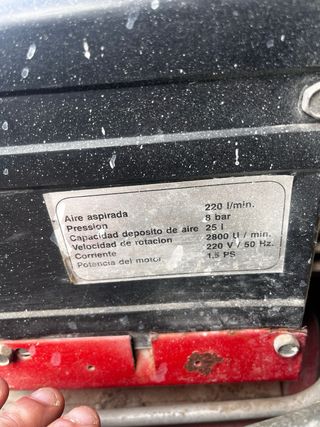 Aire aspirada 220 l/min.
Pression 8 bar
Capacidad deposito de aire 25 l
Velocidad de rotacion 2800 U / min.
Corriente 220 V / 50 Hz.
Potencia del motor 1,5 PS